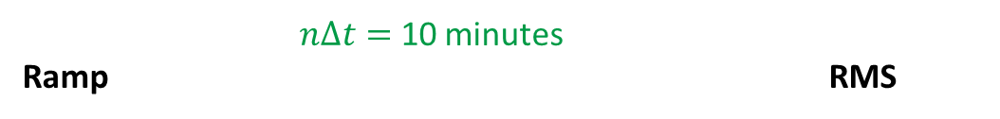 nΔt = 10 minutes
Ramp RMS